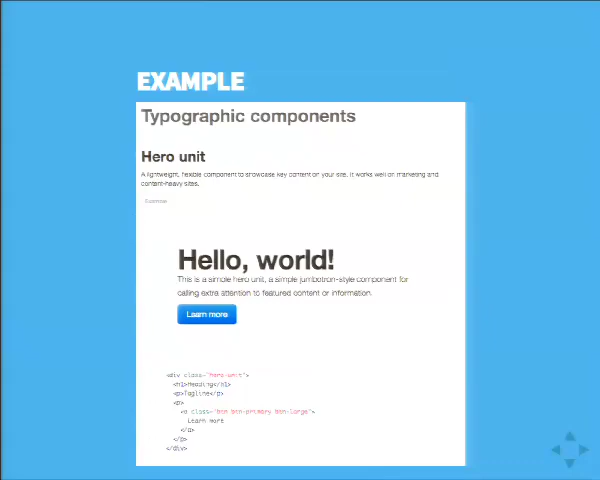 EXAMPLE
Typographic components
Hero unit
A lightweight, flexible component to showcase key content on your site. It works well on marketing and
content-heavy sites.
Example
Hello, world!
This is a simple hero unit, a simple jumbotron-style component for
calling extra attention to featured content or information.
Learn more
<div class="hero-unit">
<h1>Heading</h1>
<p>Tagline</p>
<p>
<a class="btn btn-primary btn-large">
Learn more
</a>
</p>
</div>